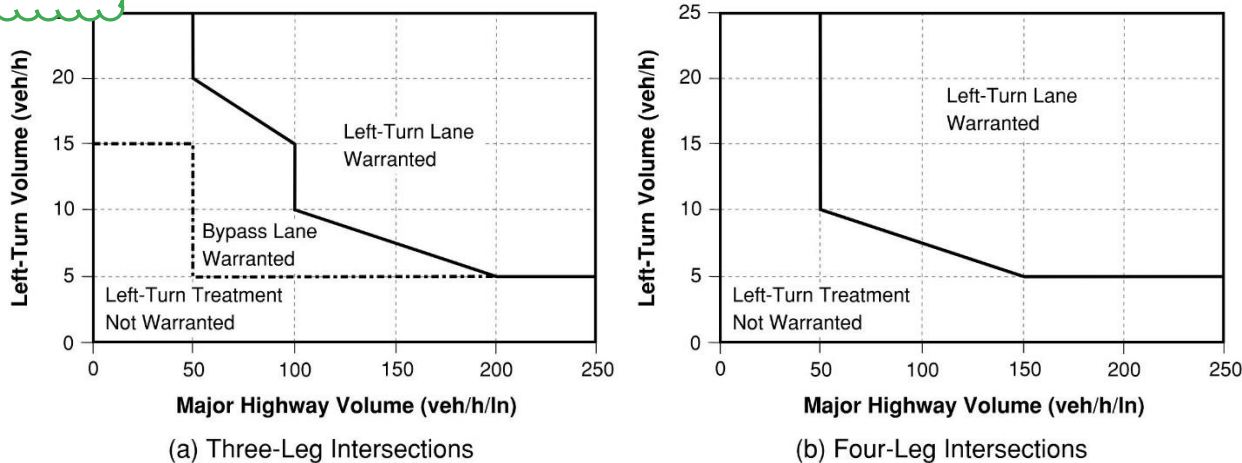 Left-Turn Volume (veh/h)
20
15
10
5
0
Left-Turn Lane
Warranted
Bypass Lane
Warranted
Left-Turn Treatment
Not Warranted
0 50 100 150 200 250
Major Highway Volume (veh/h/ln)
(a) Three-Leg Intersections
Left-Turn Volume (veh/h)
25
20
15
10
5
0
Left-Turn Lane
Warranted
Left-Turn Treatment
Not Warranted
0 50 100 150 200 250
Major Highway Volume (veh/h/ln)
(b) Four-Leg Intersections